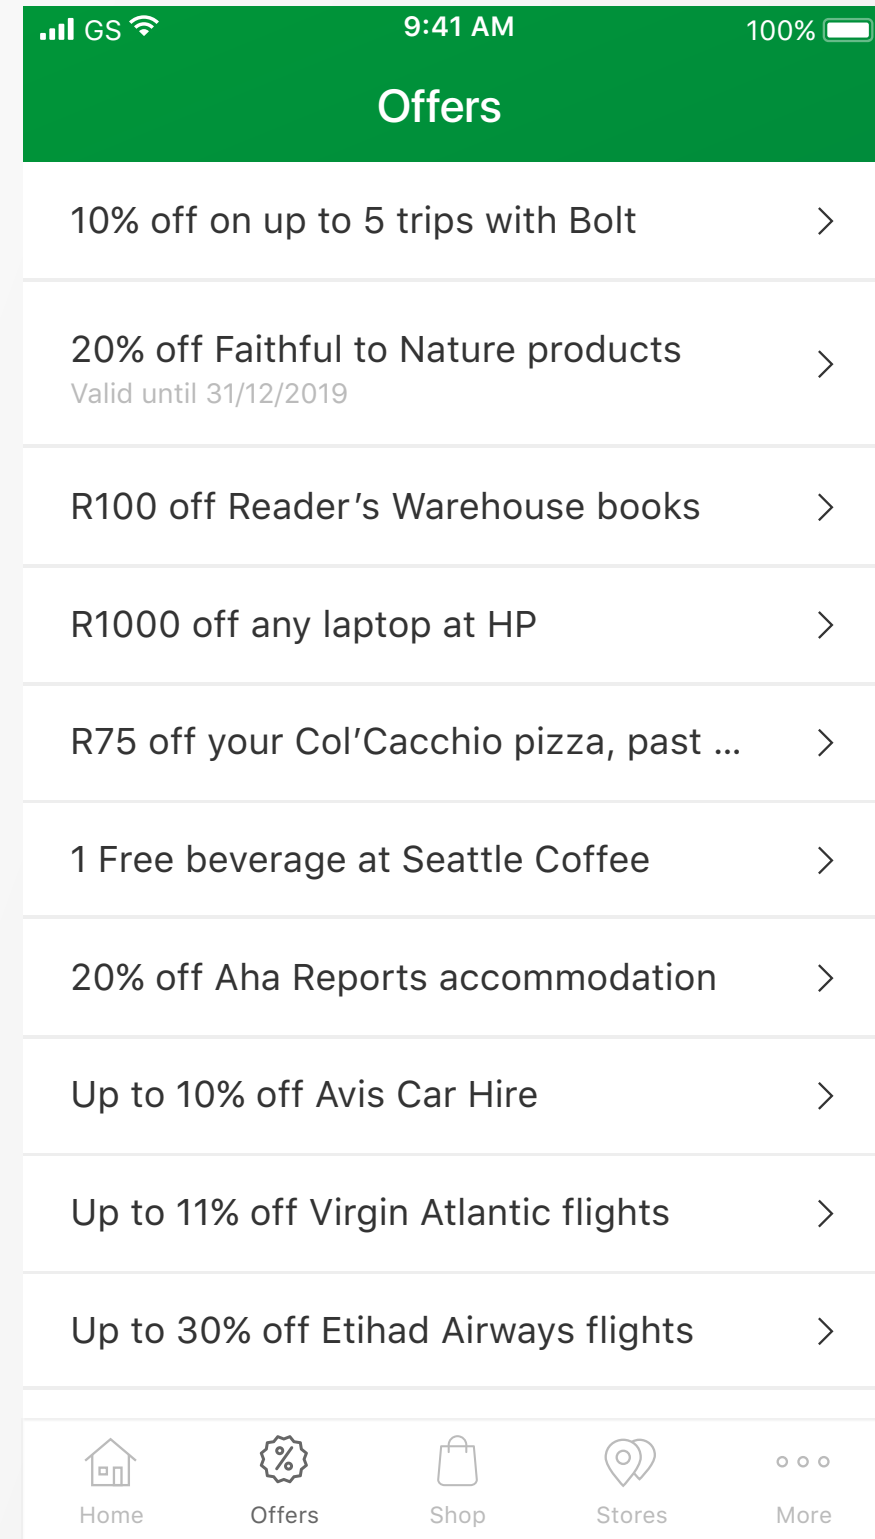 GS 9:41 AM 100%
Offers
10% off on up to 5 trips with Bolt
20% off Faithful to Nature products
Valid until 31/12/2019
R100 off Reader’s Warehouse books
R1000 off any laptop at HP
R75 off your Col’Cacchio pizza, past ...
1 Free beverage at Seattle Coffee
20% off Aha Reports accommodation
Up to 10% off Avis Car Hire
Up to 11% off Virgin Atlantic flights
Up to 30% off Etihad Airways flights
Home Offers Shop Stores More